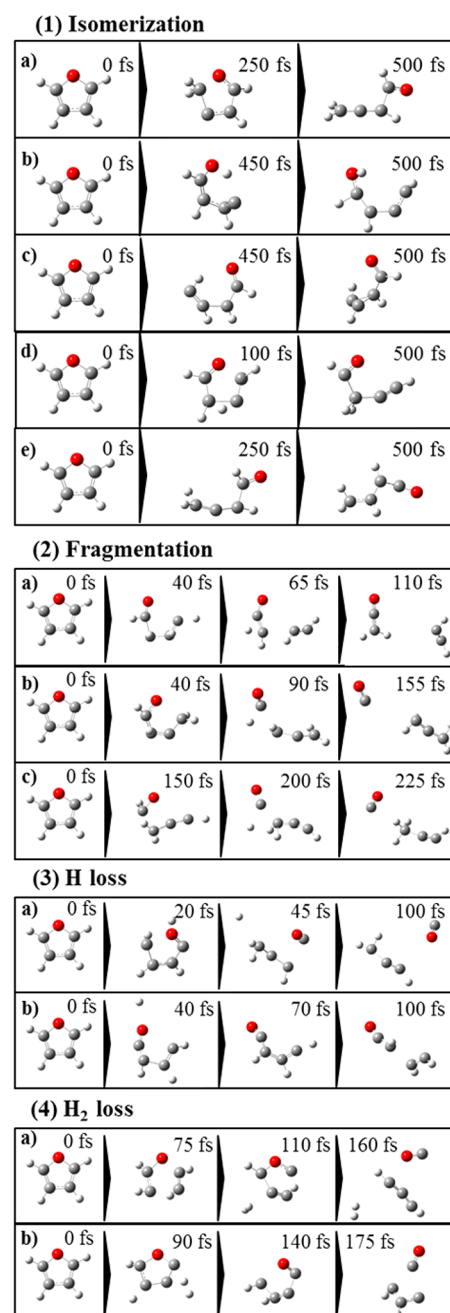 (1) Isomerization
a) 0 fs 250 fs 500 fs
b) 0 fs 450 fs 500 fs
c) 0 fs 450 fs 500 fs
d) 0 fs 100 fs 500 fs
e) 0 fs 250 fs 500 fs
(2) Fragmentation
a) 0 fs 40 fs 65 fs 110 fs
b) 0 fs 40 fs 90 fs 155 fs
c) 0 fs 150 fs 200 fs 225 fs
(3) H loss
a) 0 fs 20 fs 45 fs 100 fs
b) 0 fs 40 fs 70 fs 100 fs
(4) H₂ loss
a) 0 fs 75 fs 110 fs 160 fs
b) 0 fs 90 fs 140 fs 175 fs